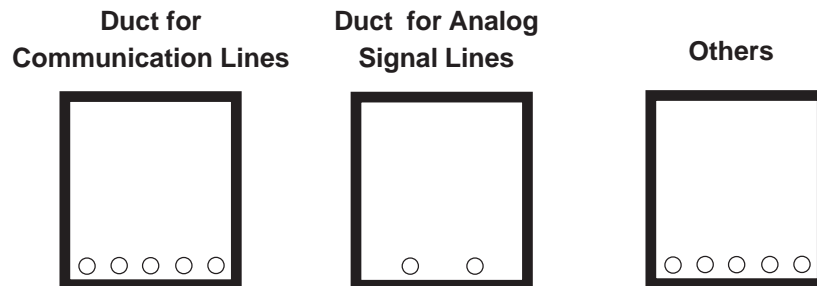 Duct for
Communication Lines
Duct for Analog
Signal Lines
Others